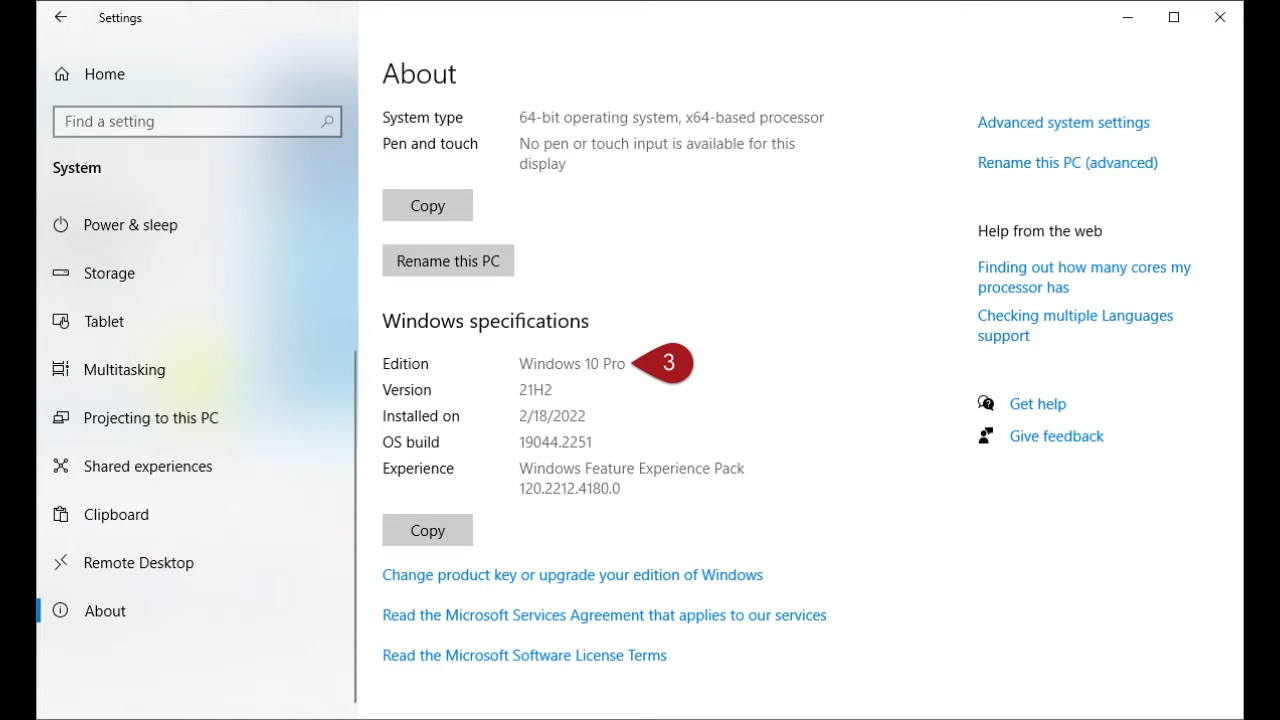 Settings
Home
Find a setting
System
Power & sleep
Storage
Tablet
Multitasking
Projecting to this PC
Shared experiences
Clipboard
Remote Desktop
About
About
System type 64-bit operating system, x64-based processor
Pen and touch No pen or touch input is available for this
display
Copy
Rename this PC
Windows specifications
Edition Windows 10 Pro 3
Version 21H2
Installed on 2/18/2022
OS build 19044.2251
Experience Windows Feature Experience Pack
120.2212.4180.0
Copy
Change product key or upgrade your edition of Windows
Read the Microsoft Services Agreement that applies to our services
Read the Microsoft Software License Terms
Advanced system settings
Rename this PC (advanced)
Help from the web
Finding out how many cores my
processor has
Checking multiple Languages
support
Get help
Give feedback